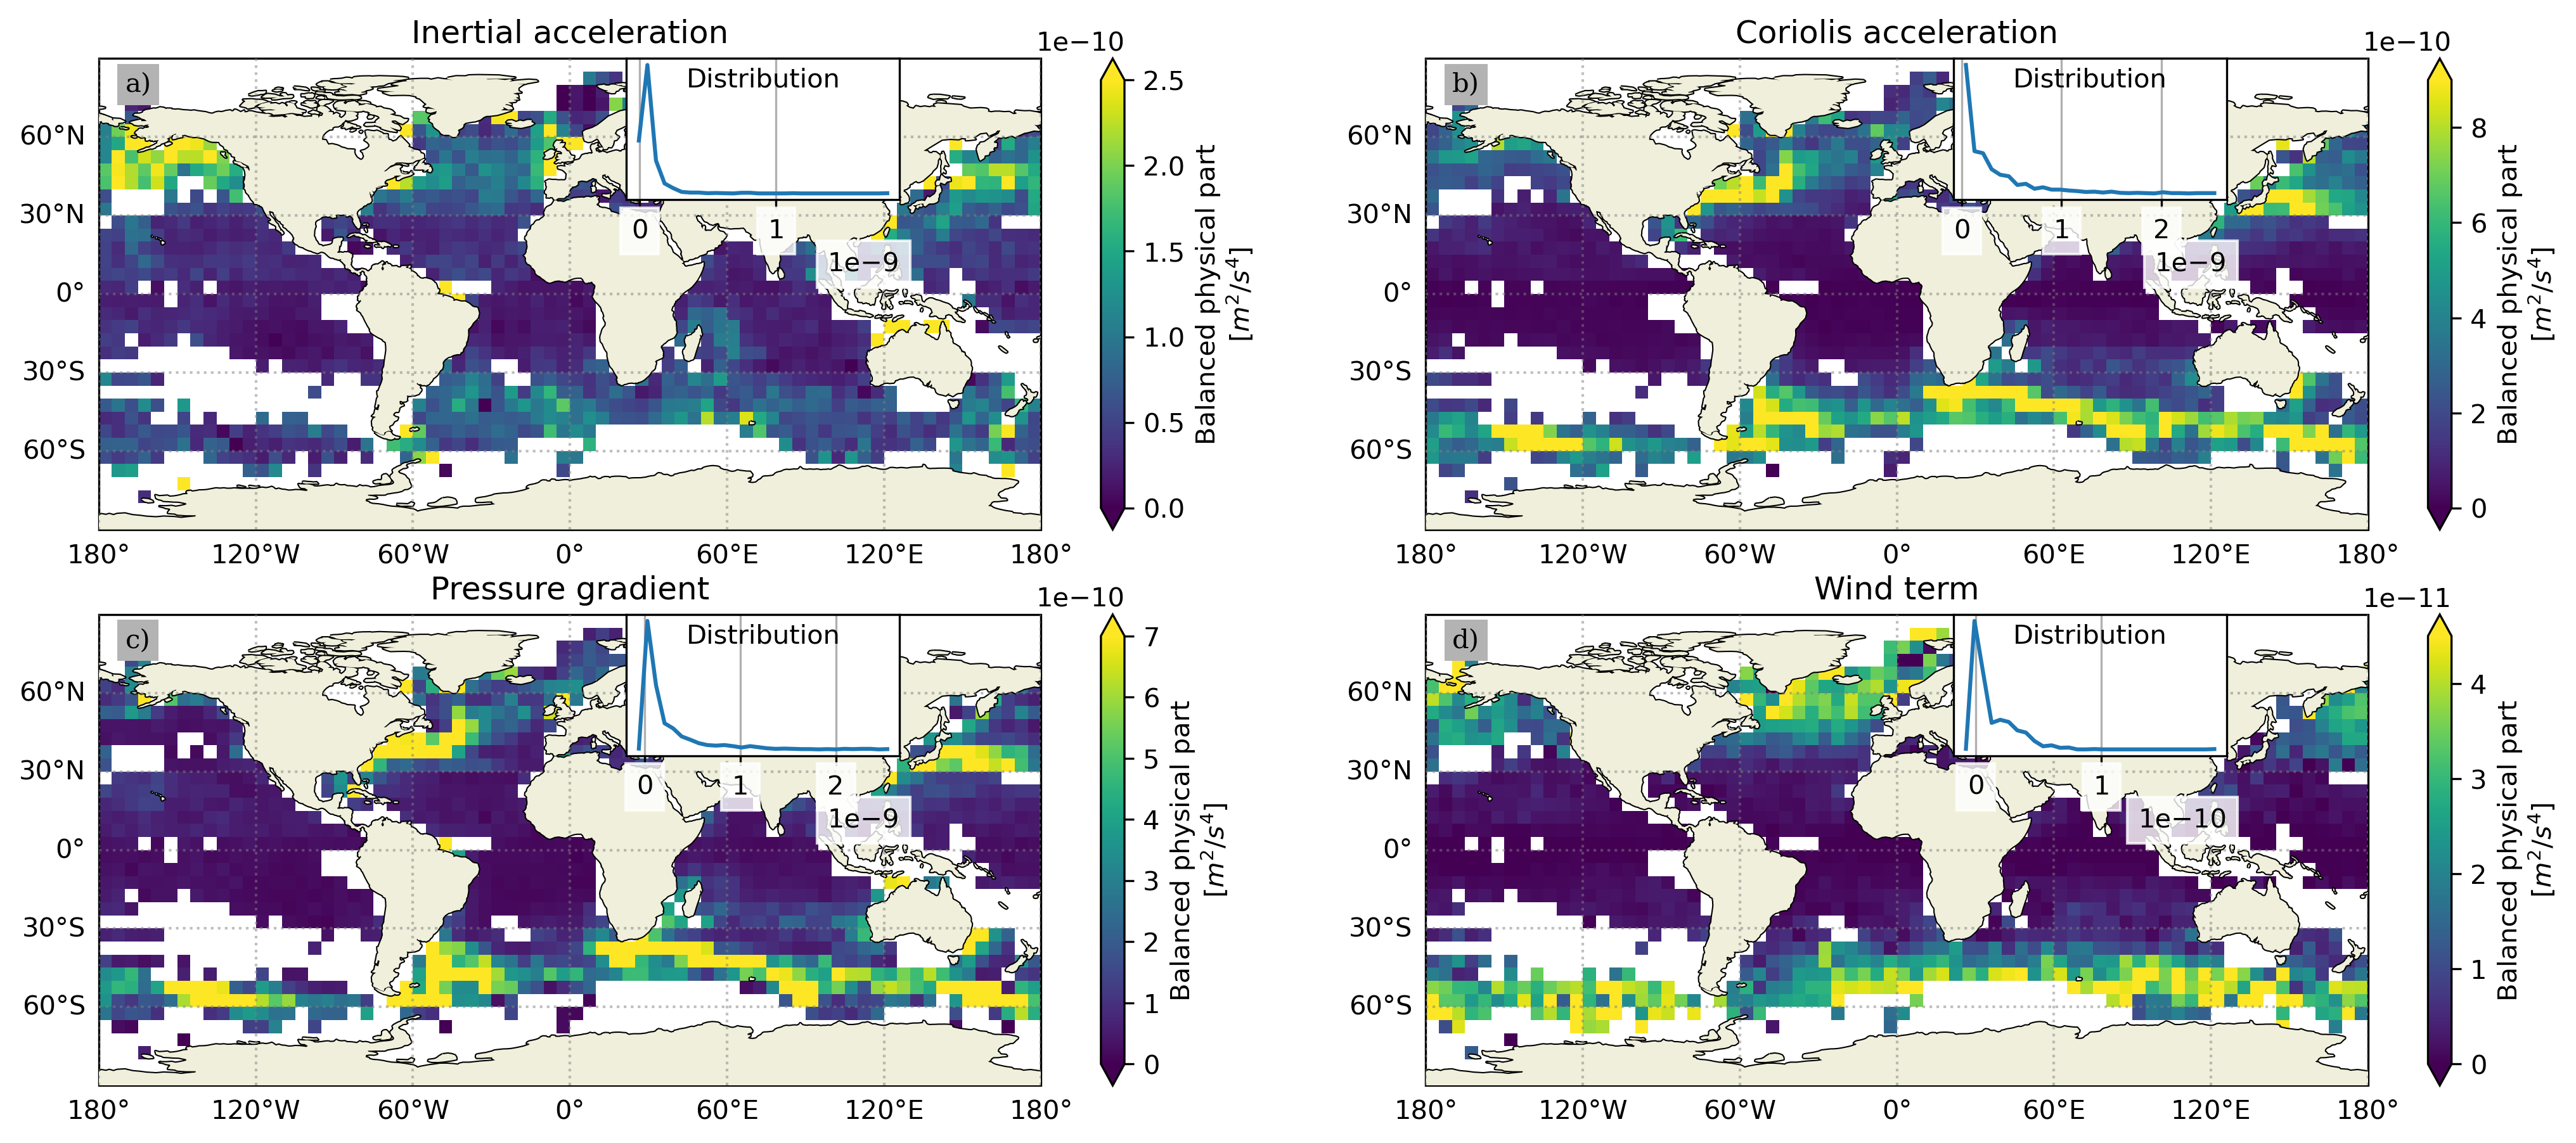 Inertial acceleration
1e−10
a)
Distribution
0
1
1e−9
60°N
30°N
0°
30°S
60°S
180°
120°W
60°W
0°
60°E
120°E
180°
2.5
2.0
1.5
1.0
0.5
0.0
Balanced physical part
[m²/s⁴]
Coriolis acceleration
1e−10
b)
Distribution
0
1
2
1e−9
60°N
30°N
0°
30°S
60°S
180°
120°W
60°W
0°
60°E
120°E
180°
8
6
4
2
0
Balanced physical part
[m²/s⁴]
Pressure gradient
1e−10
c)
Distribution
0
1
2
1e−9
60°N
30°N
0°
30°S
60°S
180°
120°W
60°W
0°
60°E
120°E
180°
7
6
5
4
3
2
1
0
Balanced physical part
[m²/s⁴]
Wind term
1e−11
d)
Distribution
0
1
1e−10
60°N
30°N
0°
30°S
60°S
180°
120°W
60°W
0°
60°E
120°E
180°
4
3
2
1
0
Balanced physical part
[m²/s⁴]